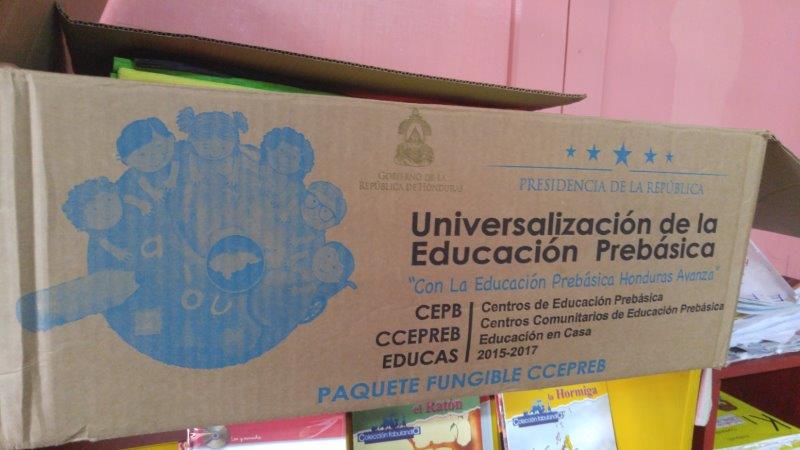 GOBIERNO DE LA
REPÚBLICA DE HONDURAS
PRESIDENCIA DE LA REPÚBLICA
Universalización de la
Educación Prebásica
"Con La Educación Prebásica Honduras Avanza"
CEPB
CCEPREB
EDUCAS
Centros de Educación Prebásica
Centros Comunitarios de Educación Prebásica
Educación en Casa
2015-2017
PAQUETE FUNGIBLE CCEPREB
a
i
o
u
Lee y escucha
el Ratón
Colección fabulandia
la Hormiga
Colección fabulandia